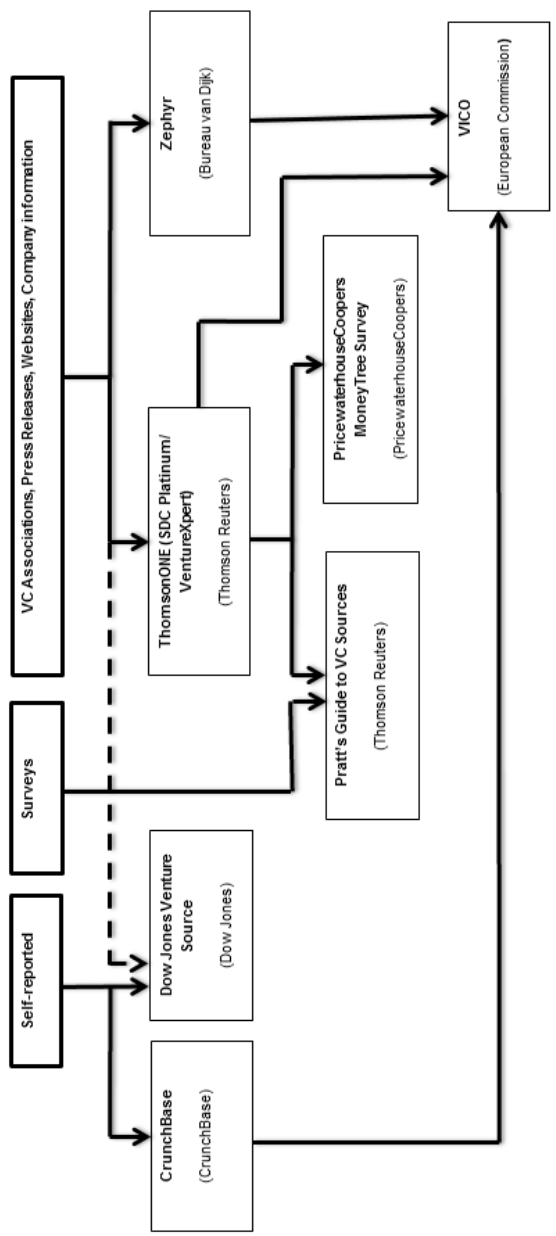 Self-reported
Surveys
VC Associations, Press Releases, Websites, Company information
CrunchBase
(CrunchBase)
Dow Jones Venture
Source
(Dow Jones)
ThomsonONE (SDC Platinum/
VentureXpert)
(Thomson Reuters)
Zephyr
(Bureau van Dijk)
Pratt's Guide to VC Sources
(Thomson Reuters)
PricewaterhouseCoopers
MoneyTree Survey
(PricewaterhouseCoopers)
VICO
(European Commission)